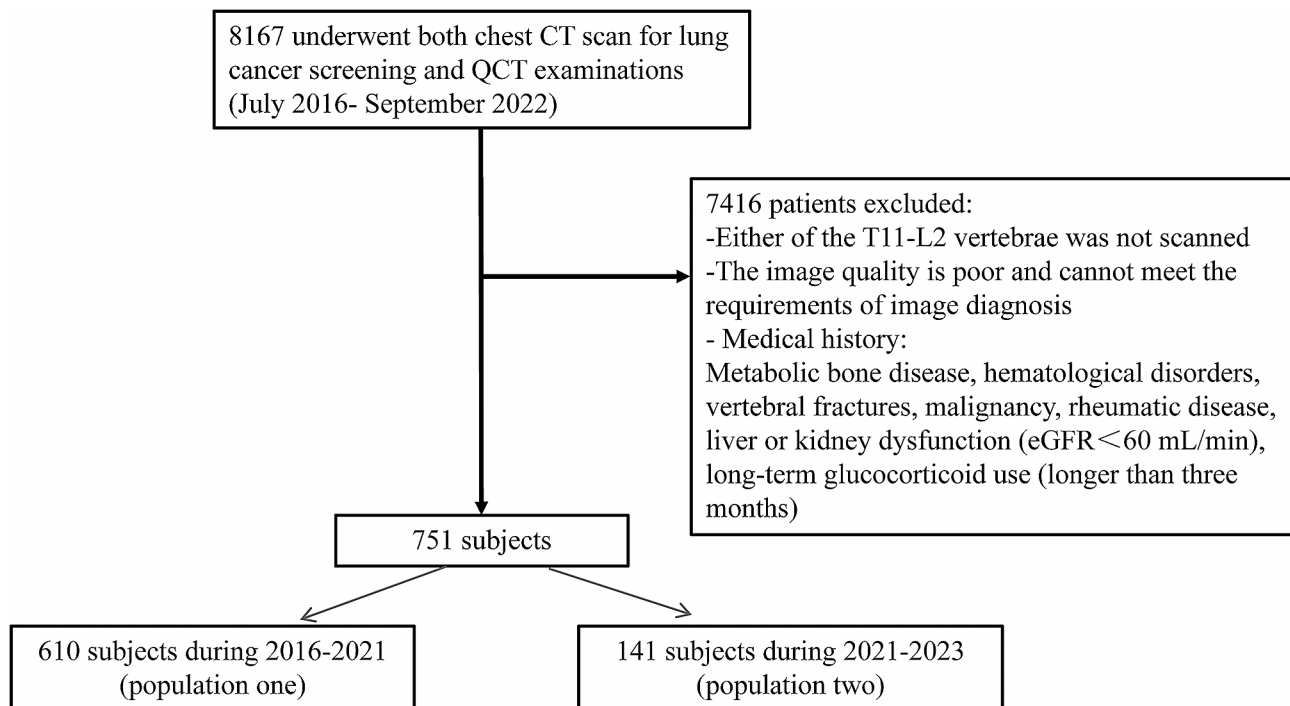 8167 underwent both chest CT scan for lung
cancer screening and QCT examinations
(July 2016- September 2022)
7416 patients excluded:
-Either of the T11-L2 vertebrae was not scanned
-The image quality is poor and cannot meet the
requirements of image diagnosis
- Medical history:
Metabolic bone disease, hematological disorders,
vertebral fractures, malignancy, rheumatic disease,
liver or kidney dysfunction (eGFR＜60 mL/min),
long-term glucocorticoid use (longer than three
months)
751 subjects
610 subjects during 2016-2021
(population one)
141 subjects during 2021-2023
(population two)